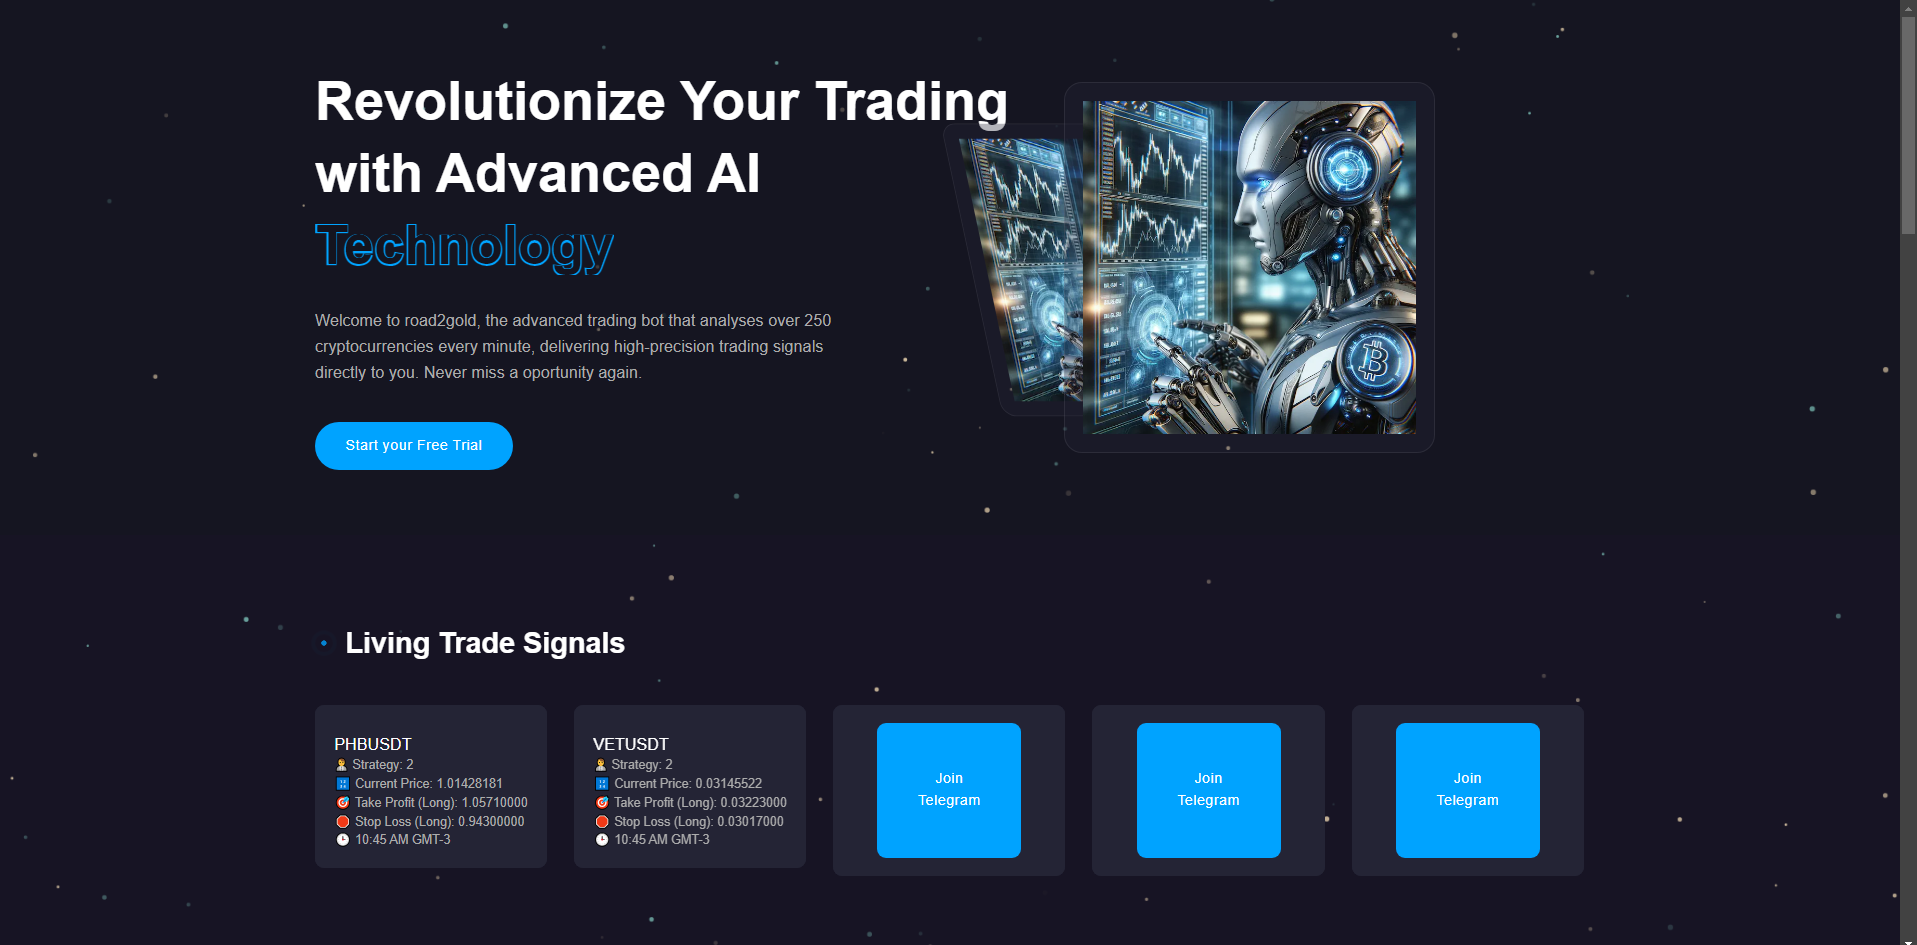 Revolutionize Your Trading
with Advanced AI
Technology
Welcome to road2gold, the advanced trading bot that analyses over 250
cryptocurrencies every minute, delivering high-precision trading signals
directly to you. Never miss a oportunity again.
Start your Free Trial
Living Trade Signals
PHBUSDT
Strategy: 2
Current Price: 1.01428181
Take Profit (Long): 1.05710000
Stop Loss (Long): 0.94300000
10:45 AM GMT-3
VETUSDT
Strategy: 2
Current Price: 0.03145522
Take Profit (Long): 0.03223000
Stop Loss (Long): 0.03017000
10:45 AM GMT-3
Join
Telegram
Join
Telegram
Join
Telegram